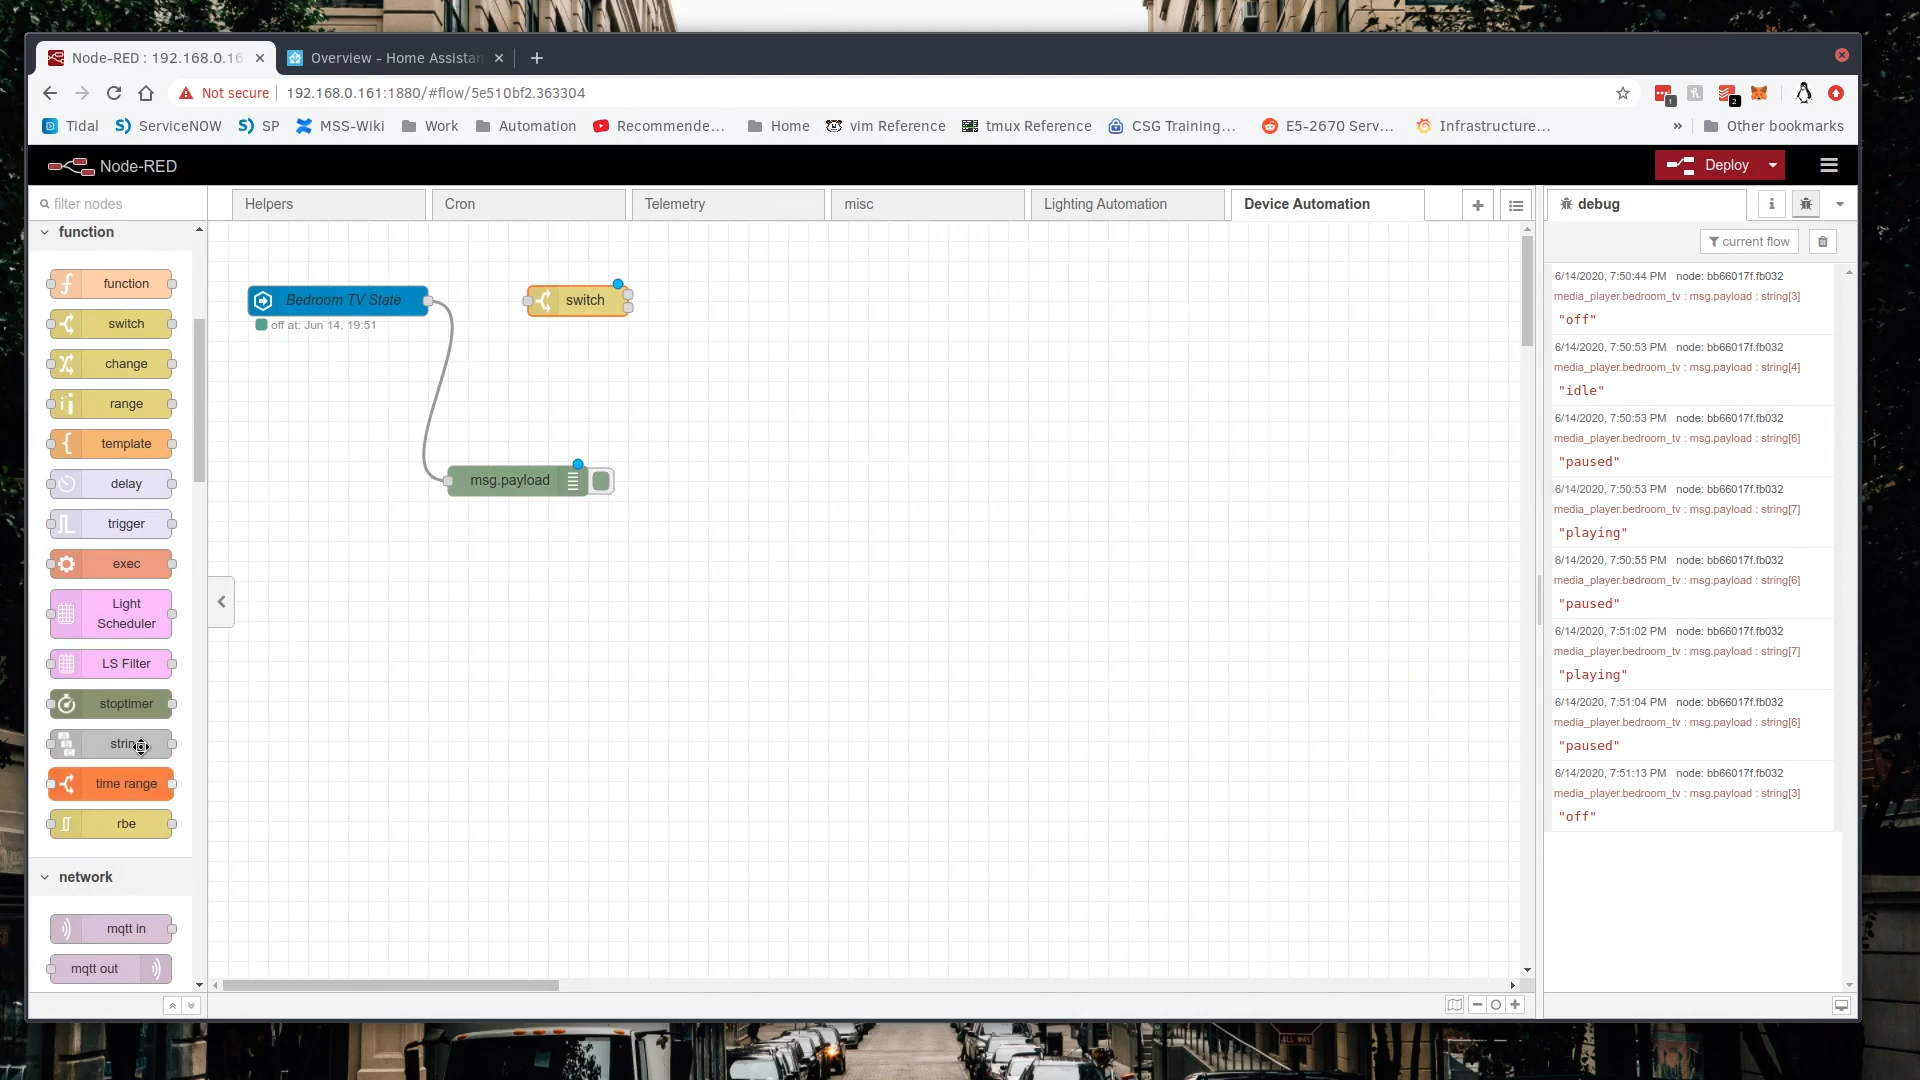 Node-RED : 192.168.0.16
Overview - Home Assistan
Not secure
192.168.0.161:1880/#flow/5e510bf2.363304
1
2
Tidal
ServiceNOW
SP
MSS-Wiki
Work
Automation
Recommende...
Home
vim Reference
tmux Reference
CSG Training...
E5-2670 Serv...
Infrastructure...
»
Other bookmarks
Node-RED
Deploy
filter nodes
Helpers
Cron
Telemetry
misc
Lighting Automation
Device Automation
debug
current flow
function
function
switch
change
range
template
delay
trigger
exec
Light
Scheduler
LS Filter
stoptimer
time range
rbe
network
mqtt in
mqtt out
Bedroom TV State
off at: Jun 14, 19:51
switch
msg.payload
6/14/2020, 7:50:44 PM node: bb66017f.fb032
media_player.bedroom_tv : msg.payload : string[3]
"off"
6/14/2020, 7:50:53 PM node: bb66017f.fb032
media_player.bedroom_tv : msg.payload : string[4]
"idle"
6/14/2020, 7:50:53 PM node: bb66017f.fb032
media_player.bedroom_tv : msg.payload : string[6]
"paused"
6/14/2020, 7:50:53 PM node: bb66017f.fb032
media_player.bedroom_tv : msg.payload : string[7]
"playing"
6/14/2020, 7:50:55 PM node: bb66017f.fb032
media_player.bedroom_tv : msg.payload : string[6]
"paused"
6/14/2020, 7:51:02 PM node: bb66017f.fb032
media_player.bedroom_tv : msg.payload : string[7]
"playing"
6/14/2020, 7:51:04 PM node: bb66017f.fb032
media_player.bedroom_tv : msg.payload : string[6]
"paused"
6/14/2020, 7:51:13 PM node: bb66017f.fb032
media_player.bedroom_tv : msg.payload : string[3]
"off"
ALL WAY